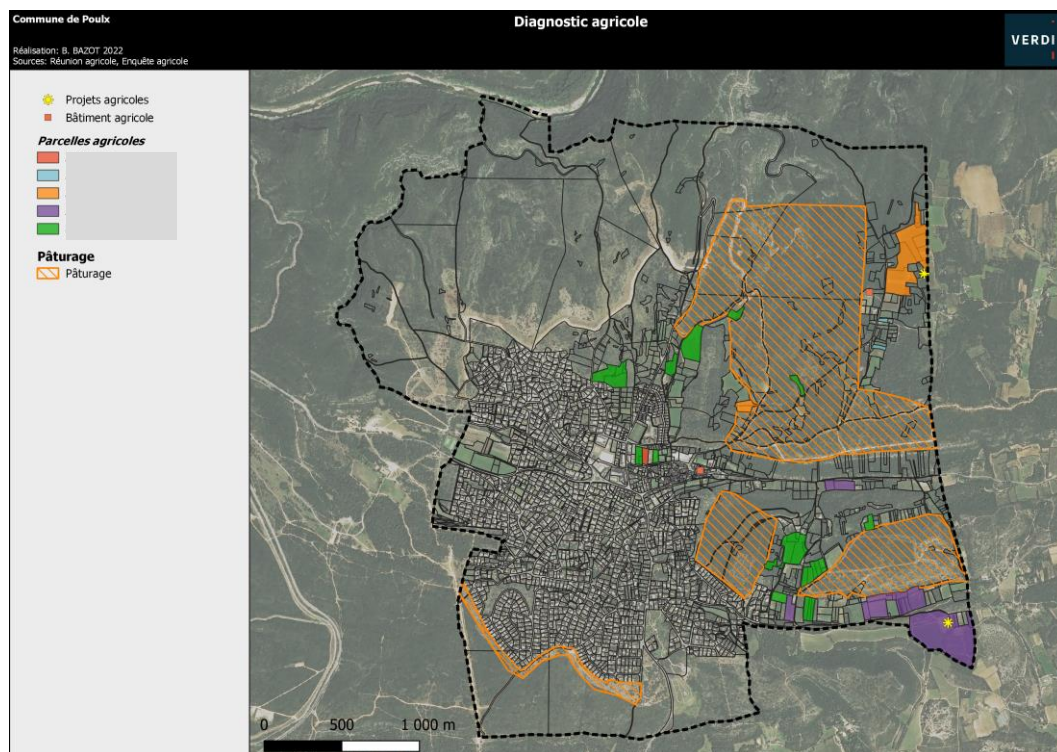 Commune de Poulx
Diagnostic agricole
VERDI
Réalisation: B. BAZOT 2022
Sources: Réunion agricole, Enquête agricole
Projets agricoles
Bâtiment agricole
Parcelles agricoles
Pâturage
Pâturage
0 500 1 000 m